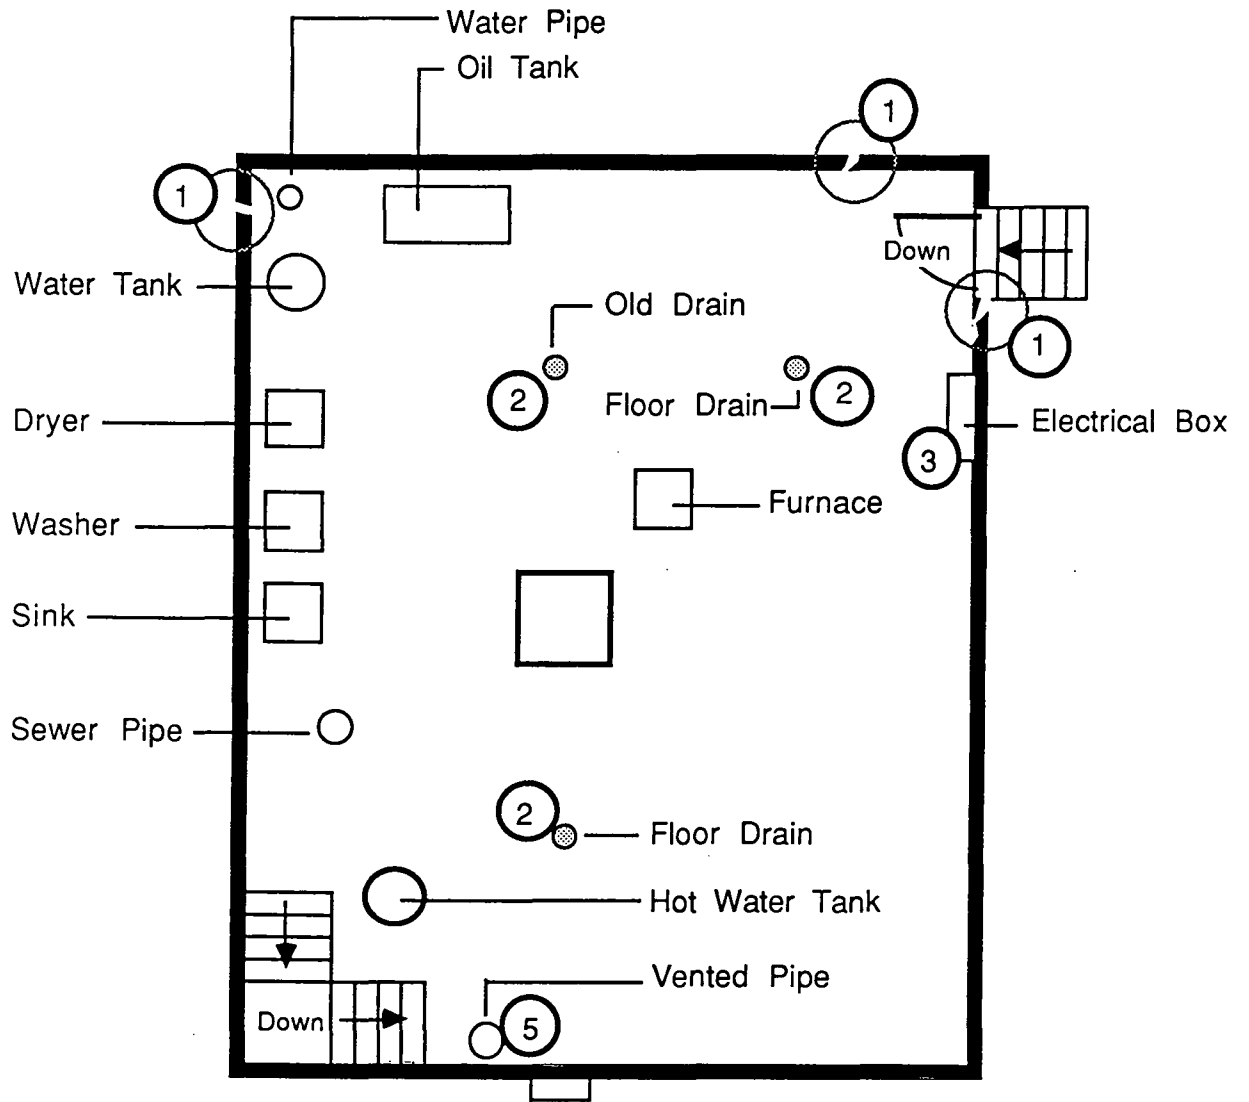 Water Pipe
Oil Tank
1
1
Water Tank
Down
Old Drain
1
Dryer
2
Floor Drain
2
Electrical Box
3
Washer
Furnace
Sink
Sewer Pipe
2
Floor Drain
Hot Water Tank
Vented Pipe
Down
5